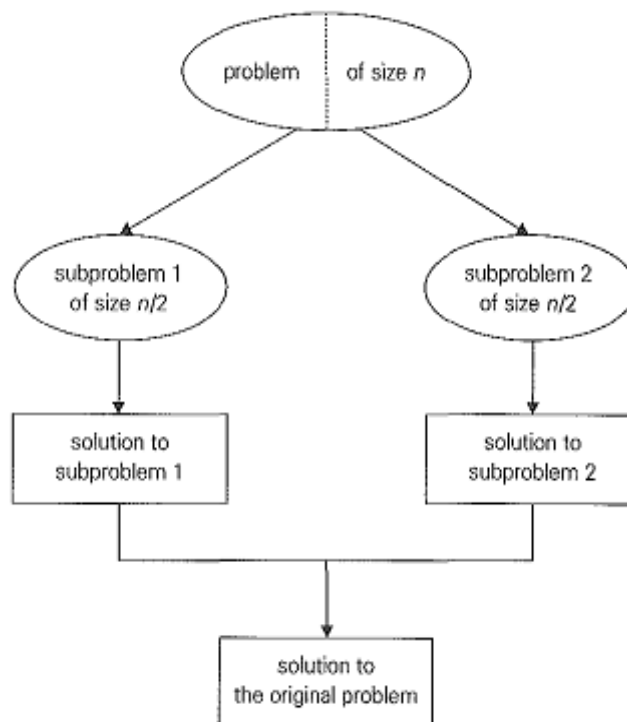 problem of size n
subproblem 1
of size n/2
subproblem 2
of size n/2
solution to
subproblem 1
solution to
subproblem 2
solution to
the original problem